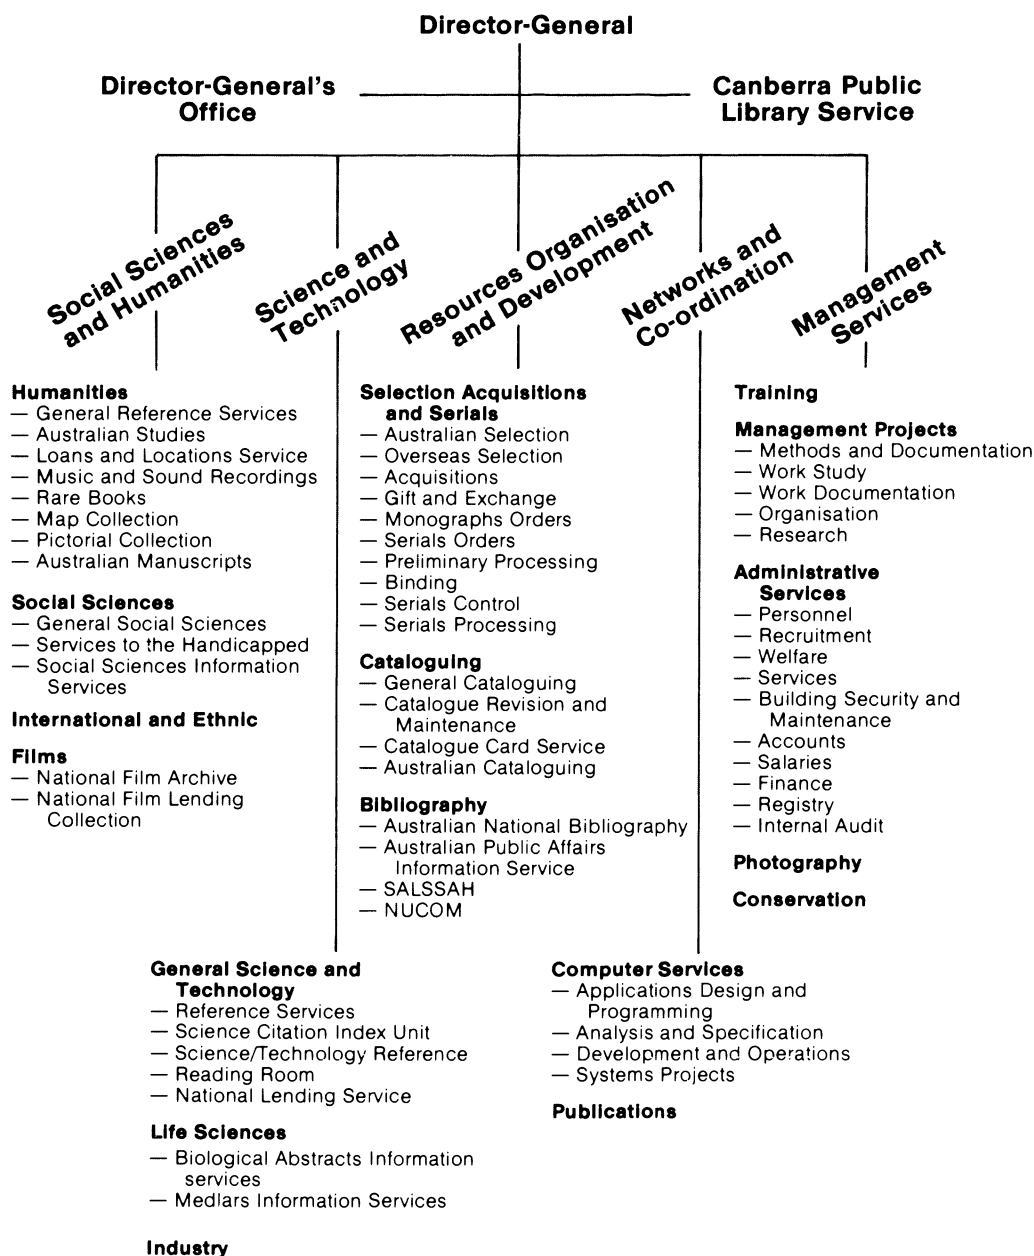 Director-General
Director-General's
Office
Canberra Public
Library Service
Social Sciences
and Humanities
Science and
Technology
Resources Organisation
and Development
Networks and
Co-ordination
Management
Services
Humanities
— General Reference Services
— Australian Studies
— Loans and Locations Service
— Music and Sound Recordings
— Rare Books
— Map Collection
— Pictorial Collection
— Australian Manuscripts
Social Sciences
— General Social Sciences
— Services to the Handicapped
— Social Sciences Information
Services
International and Ethnic
Films
— National Film Archive
— National Film Lending
Collection
General Science and
Technology
— Reference Services
— Science Citation Index Unit
— Science/Technology Reference
— Reading Room
— National Lending Service
Life Sciences
— Biological Abstracts Information
services
— Medlars Information Services
Industry
Selection Acquisitions
and Serials
— Australian Selection
— Overseas Selection
— Acquisitions
— Gift and Exchange
— Monographs Orders
— Serials Orders
— Preliminary Processing
— Binding
— Serials Control
— Serials Processing
Cataloguing
— General Cataloguing
— Catalogue Revision and
Maintenance
— Catalogue Card Service
— Australian Cataloguing
Bibliography
— Australian National Bibliography
— Australian Public Affairs
Information Service
— SALSSAH
— NUCOM
Computer Services
— Applications Design and
Programming
— Analysis and Specification
— Development and Operations
— Systems Projects
Publications
Training
Management Projects
— Methods and Documentation
— Work Study
— Work Documentation
— Organisation
— Research
Administrative
Services
— Personnel
— Recruitment
— Welfare
— Services
— Building Security and
Maintenance
— Accounts
— Salaries
— Finance
— Registry
— Internal Audit
Photography
Conservation